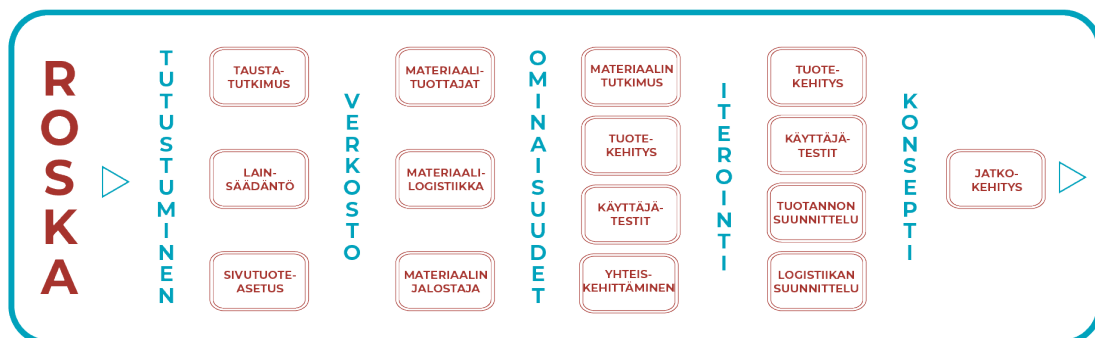 ROSKA
TUTUSTUMINEN
TAUSTA-
TUTKIMUS
LAIN-
SÄÄDÄNTÖ
SIVUTUOTE-
ASETUS
VERKOSTO
MATERIAALI-
TUOTTAJAT
MATERIAALI-
LOGISTIIKKA
MATERIAALIN
JALOSTAJA
OMINAISUUDET
MATERIAALIN
TUTKIMUS
TUOTE-
KEHITYS
KÄYTTÄJÄ-
TESTIT
YHTEIS-
KEHITTÄMINEN
ITEROINTI
TUOTE-
KEHITYS
KÄYTTÄJÄ-
TESTIT
TUOTANNON
SUUNNITTELU
LOGISTIIKAN
SUUNNITTELU
KONSEPTI
JATKO-
KEHITYS